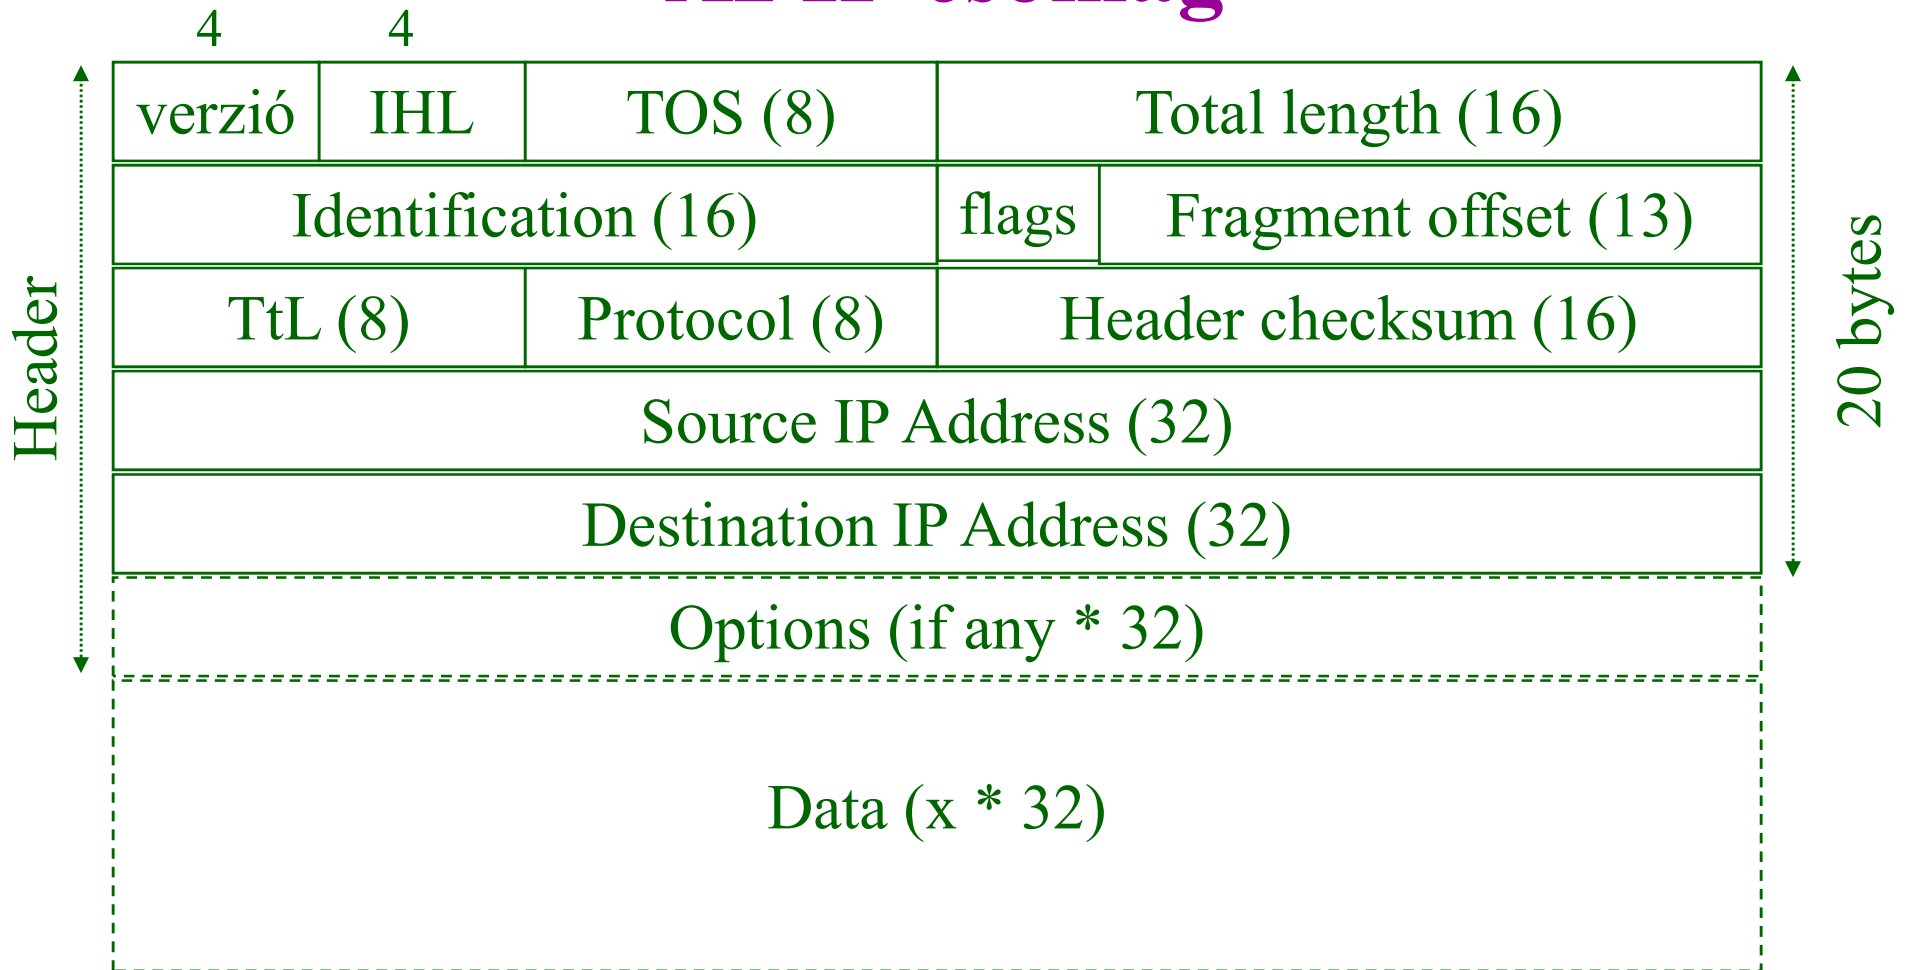 4 4
verzió IHL TOS (8) Total length (16)
Identification (16) flags Fragment offset (13)
TtL (8) Protocol (8) Header checksum (16)
Source IP Address (32)
Destination IP Address (32)
Options (if any * 32)
Data (x * 32)
Header
20 bytes